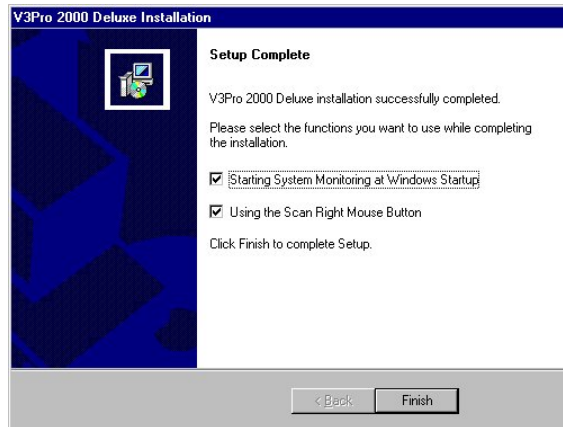 V3Pro 2000 Deluxe Installation
Setup Complete
V3Pro 2000 Deluxe installation successfully completed.
Please select the functions you want to use while completing
the installation.
Starting System Monitoring at Windows Startup
Using the Scan Right Mouse Button
Click Finish to complete Setup.
< Back
Finish